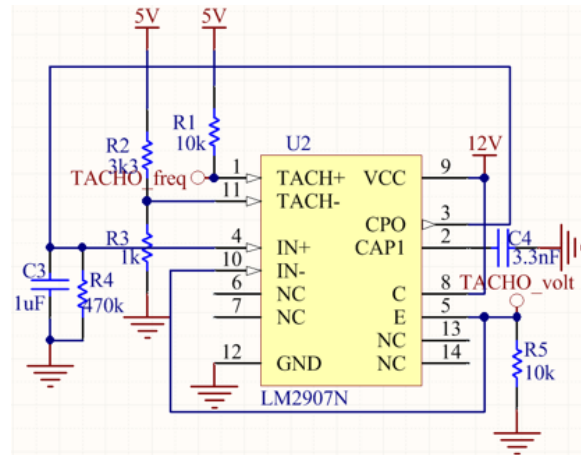 5V 5V
R1
10k
R2
3k3
TACHO_freq
U2
12V
1 TACH+ VCC 9
11 TACH-
CPO 3
R3
1k
4 IN+ CAP1 2
C4
3.3nF
10 IN-
TACHO_volt
C3
1uF
R4
470k
6 NC C 8
7 NC E 5
NC 13
12 GND NC 14
R5
10k
LM2907N